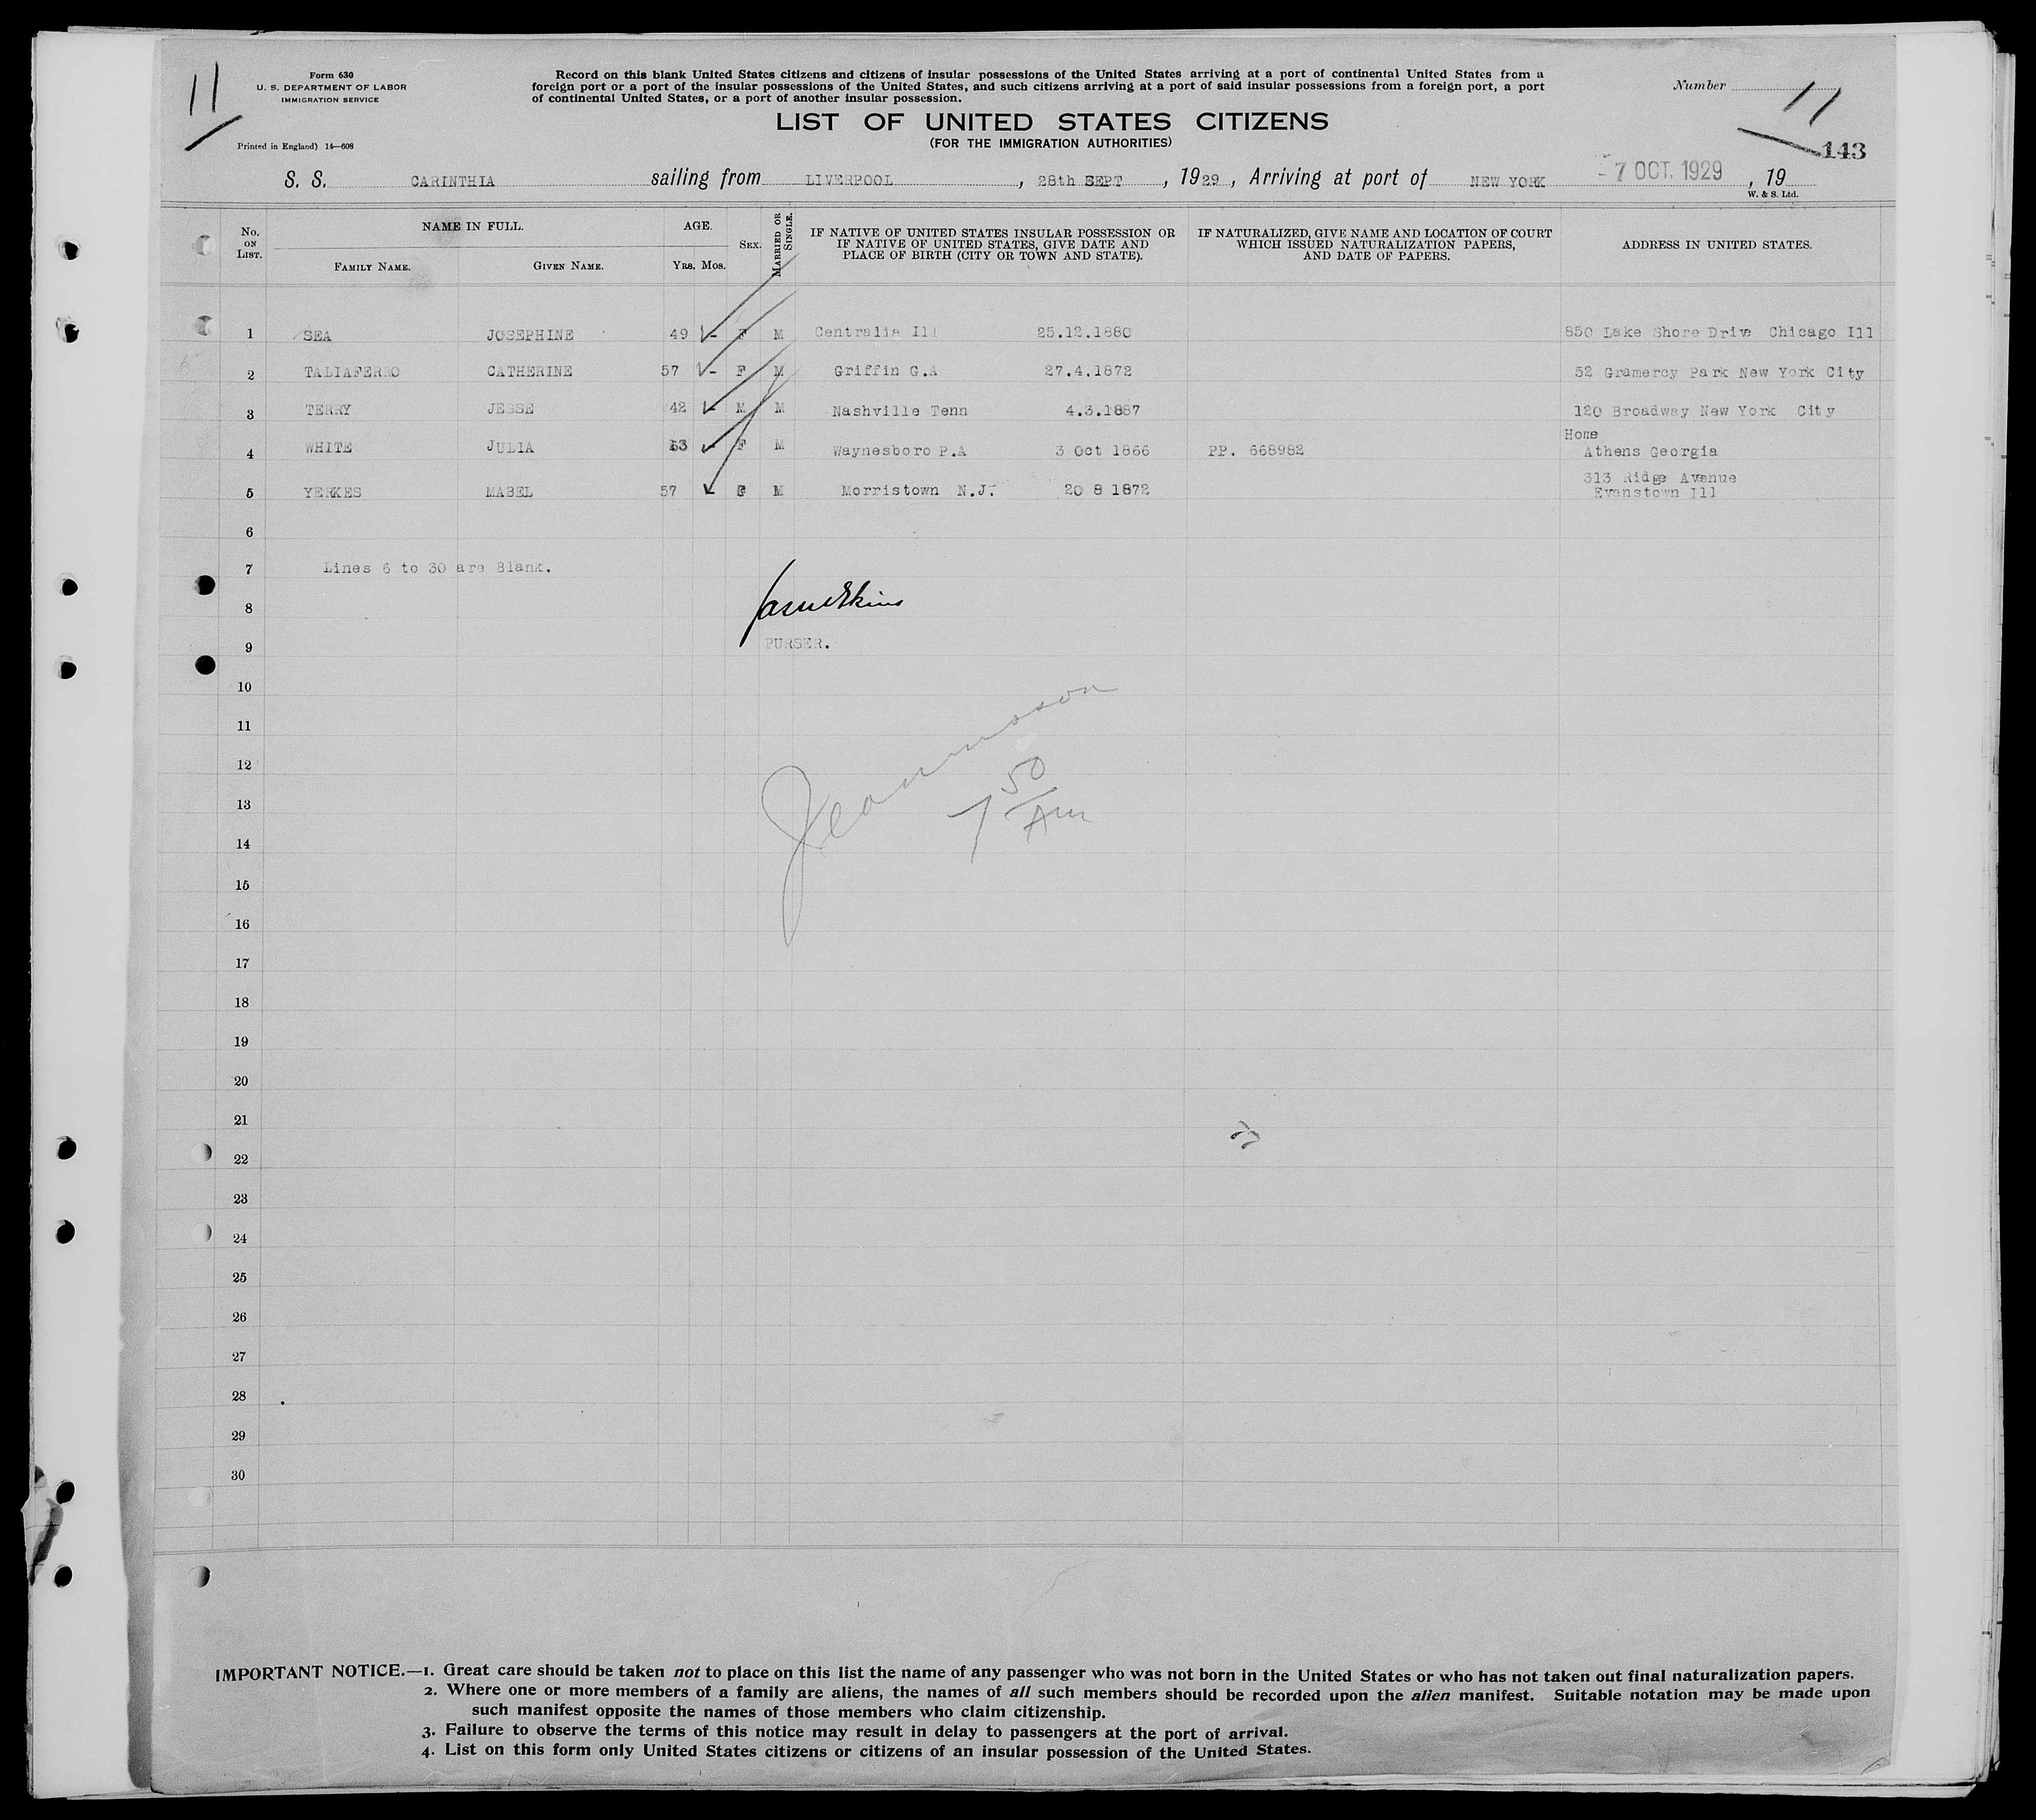 11
Form 630
U. S. DEPARTMENT OF LABOR
IMMIGRATION SERVICE
Printed in England) 14—608
Record on this blank United States citizens and citizens of insular possessions of the United States arriving at a port of continental United States from a
foreign port or a port of the insular possessions of the United States, and such citizens arriving at a port of said insular possessions from a foreign port, a port
of continental United States, or a port of another insular possession.
Number 11
LIST OF UNITED STATES CITIZENS
(FOR THE IMMIGRATION AUTHORITIES)
143
S. S. CARINTHIA sailing from LIVERPOOL, 28th SEPT, 1929, Arriving at port of NEW YORK -7 OCT. 1929, 19
W. & S. Ltd.
No. ON LIST.
NAME IN FULL.
FAMILY NAME. GIVEN NAME.
AGE.
YRS. MOS.
SEX.
MARRIED OR SINGLE.
IF NATIVE OF UNITED STATES INSULAR POSSESSION OR
IF NATIVE OF UNITED STATES, GIVE DATE AND
PLACE OF BIRTH (CITY OR TOWN AND STATE).
IF NATURALIZED, GIVE NAME AND LOCATION OF COURT
WHICH ISSUED NATURALIZATION PAPERS,
AND DATE OF PAPERS.
ADDRESS IN UNITED STATES.
1 SEA JOSEPHINE 49 - F M Centralia Ill 25.12.1880 850 Lake Shore Drive Chicago Ill
2 TALIAFERRO CATHERINE 57 - F M Griffin G.A 27.4.1872 52 Gramercy Park New York City
3 TERRY JESSE 42 - M M Nashville Tenn 4.3.1887 120 Broadway New York City
4 WHITE JULIA - F M Waynesboro P.A 3 Oct 1866 PP. 668982 Home
Athens Georgia
5 YERKES MABEL 57 - M Morristown N.J. 20 8 1872 313 Ridge Avenue
Evanstown Ill
6
7 Lines 6 to 30 are Blank.
8
9 PURSER.
10
11
12
13 7 50/Am
14
15
16
17
18
19
20
21
22
23
24
25
26
27
28
29
30
IMPORTANT NOTICE.—1. Great care should be taken not to place on this list the name of any passenger who was not born in the United States or who has not taken out final naturalization papers.
2. Where one or more members of a family are aliens, the names of all such members should be recorded upon the alien manifest. Suitable notation may be made upon
such manifest opposite the names of those members who claim citizenship.
3. Failure to observe the terms of this notice may result in delay to passengers at the port of arrival.
4. List on this form only United States citizens or citizens of an insular possession of the United States.